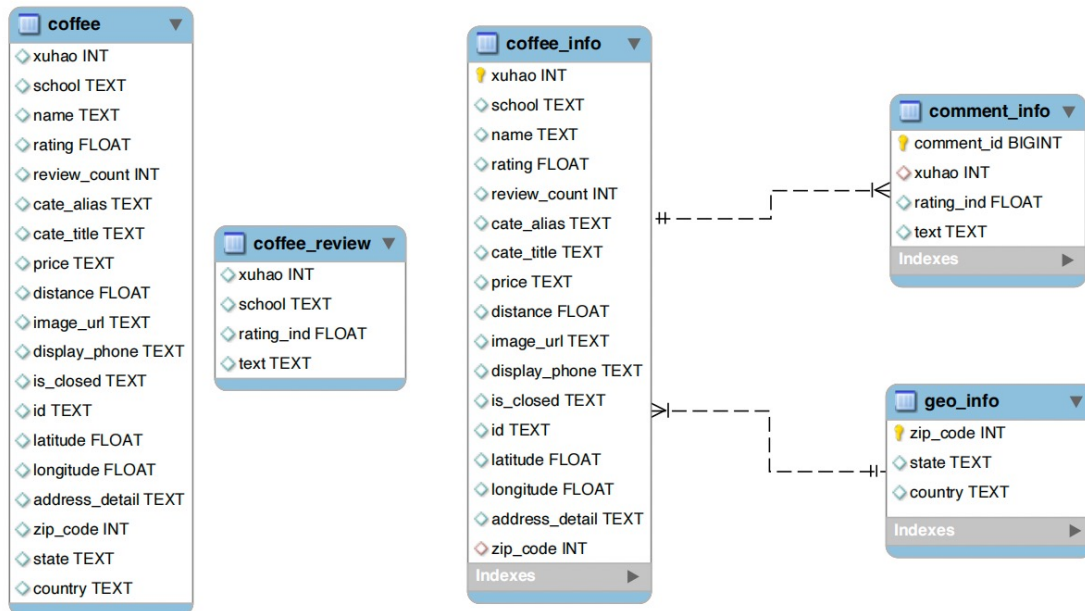 coffee
xuhao INT
school TEXT
name TEXT
rating FLOAT
review_count INT
cate_alias TEXT
cate_title TEXT
price TEXT
distance FLOAT
image_url TEXT
display_phone TEXT
is_closed TEXT
id TEXT
latitude FLOAT
longitude FLOAT
address_detail TEXT
zip_code INT
state TEXT
country TEXT
coffee_review
xuhao INT
school TEXT
rating_ind FLOAT
text TEXT
coffee_info
xuhao INT
school TEXT
name TEXT
rating FLOAT
review_count INT
cate_alias TEXT
cate_title TEXT
price TEXT
distance FLOAT
image_url TEXT
display_phone TEXT
is_closed TEXT
id TEXT
latitude FLOAT
longitude FLOAT
address_detail TEXT
zip_code INT
Indexes
comment_info
comment_id BIGINT
xuhao INT
rating_ind FLOAT
text TEXT
Indexes
geo_info
zip_code INT
state TEXT
country TEXT
Indexes